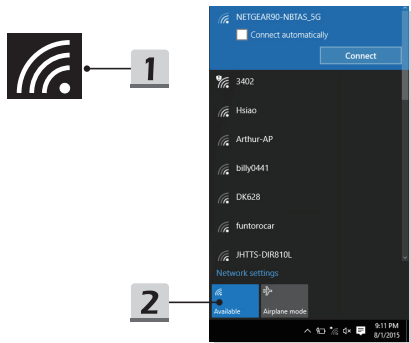 NETGEAR90-NBTAS_5G
Connect automatically
Connect
1
3402
Hsiao
Arthur-AP
billy0441
DK628
funtorocar
JHTTS-DIR810L
Network settings
2
Available
Airplane mode
9:11 PM
8/1/2015